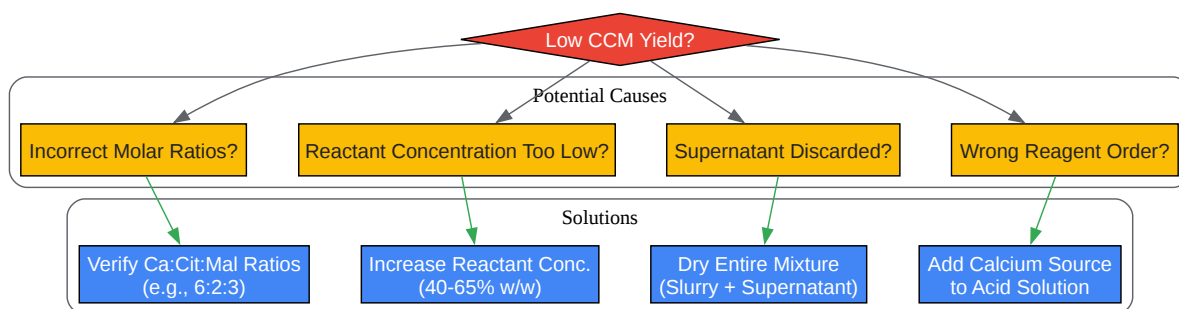 Low CCM Yield?
Potential Causes
Incorrect Molar Ratios?
Reactant Concentration Too Low?
Supernatant Discarded?
Wrong Reagent Order?
Solutions
Verify Ca:Cit:Mal Ratios
(e.g., 6:2:3)
Increase Reactant Conc.
(40-65% w/w)
Dry Entire Mixture
(Slurry + Supernatant)
Add Calcium Source
to Acid Solution